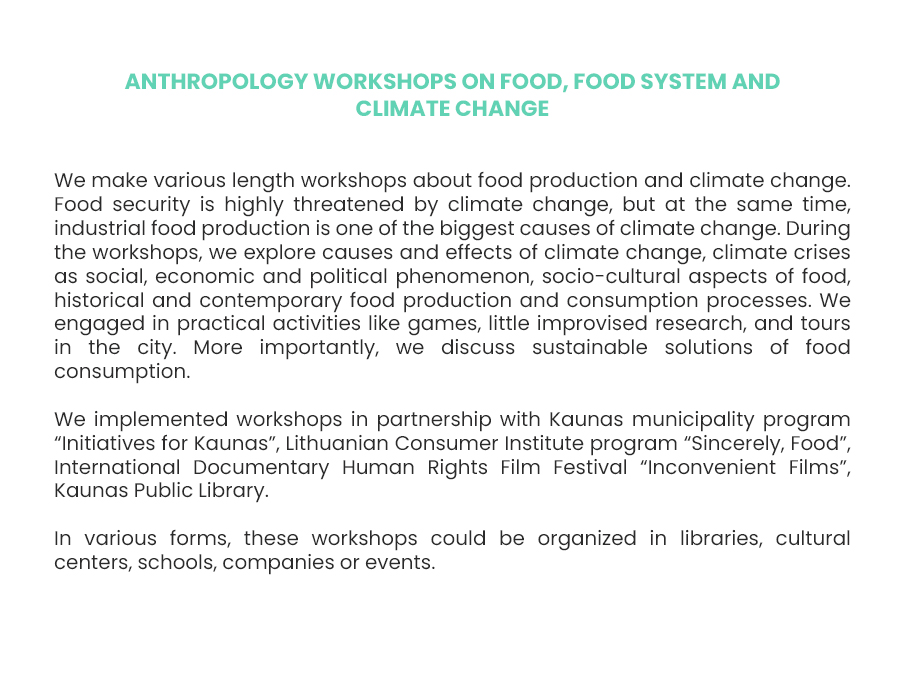 ANTHROPOLOGY WORKSHOPS ON FOOD, FOOD SYSTEM AND
CLIMATE CHANGE
We make various length workshops about food production and climate change.
Food security is highly threatened by climate change, but at the same time,
industrial food production is one of the biggest causes of climate change. During
the workshops, we explore causes and effects of climate change, climate crises
as social, economic and political phenomenon, socio-cultural aspects of food,
historical and contemporary food production and consumption processes. We
engaged in practical activities like games, little improvised research, and tours
in the city. More importantly, we discuss sustainable solutions of food
consumption.
We implemented workshops in partnership with Kaunas municipality program
“Initiatives for Kaunas”, Lithuanian Consumer Institute program “Sincerely, Food”,
International Documentary Human Rights Film Festival “Inconvenient Films”,
Kaunas Public Library.
In various forms, these workshops could be organized in libraries, cultural
centers, schools, companies or events.